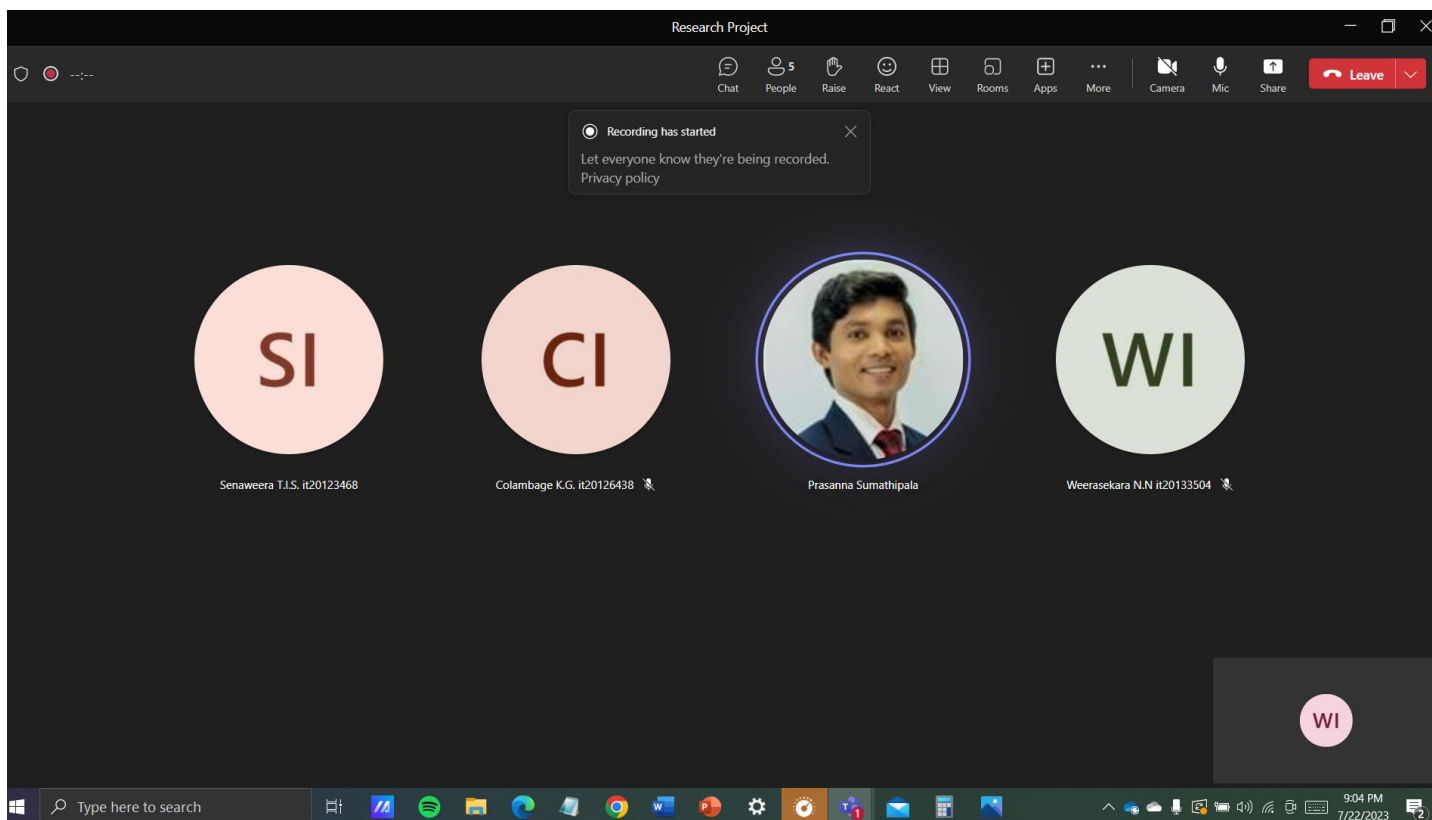 Research Project
--:--
Chat
5
People
Raise
React
View
Rooms
Apps
More
Camera
Mic
Share
Leave
Recording has started
Let everyone know they're being recorded.
Privacy policy
SI
CI
WI
Senaweera T.I.S. it20123468
Colambage K.G. it20126438
Prasanna Sumathipala
Weerasekara N.N it20133504
WI
Type here to search
W
P
1
9:04 PM
7/22/2023
2